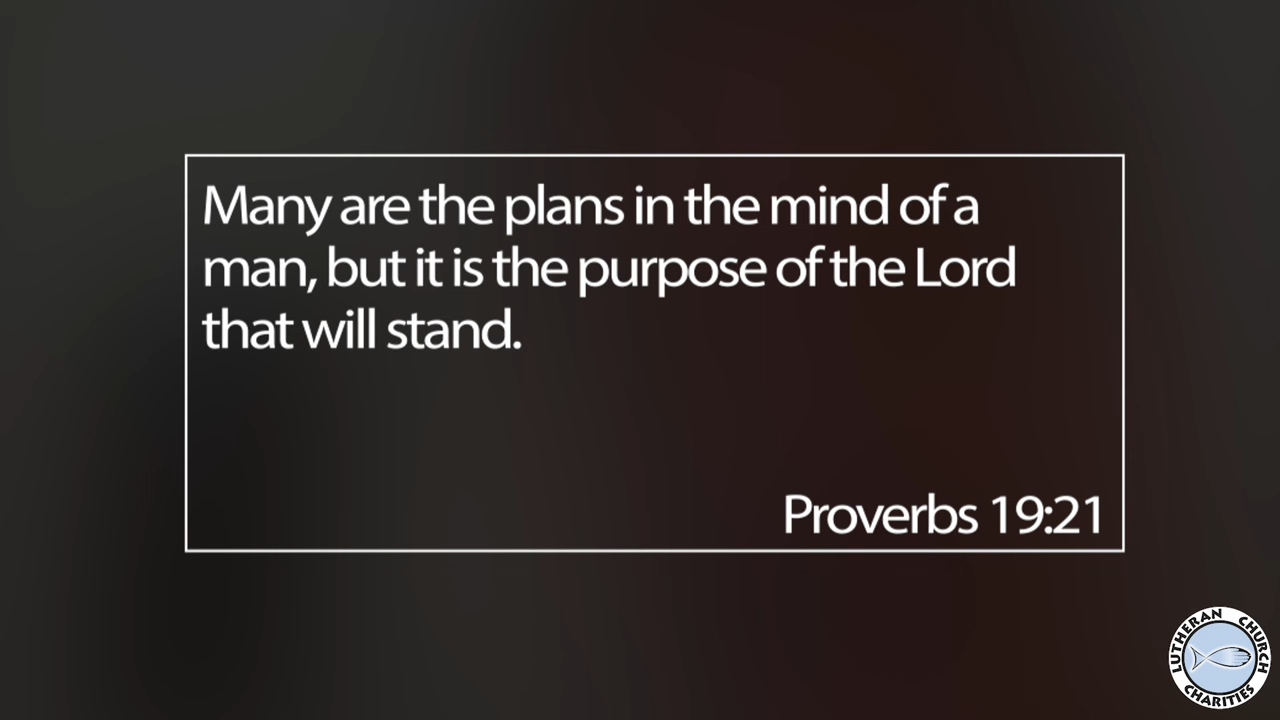 Many are the plans in the mind of a
man, but it is the purpose of the Lord
that will stand.
Proverbs 19:21
LUTHERAN CHURCH
CHARITIES